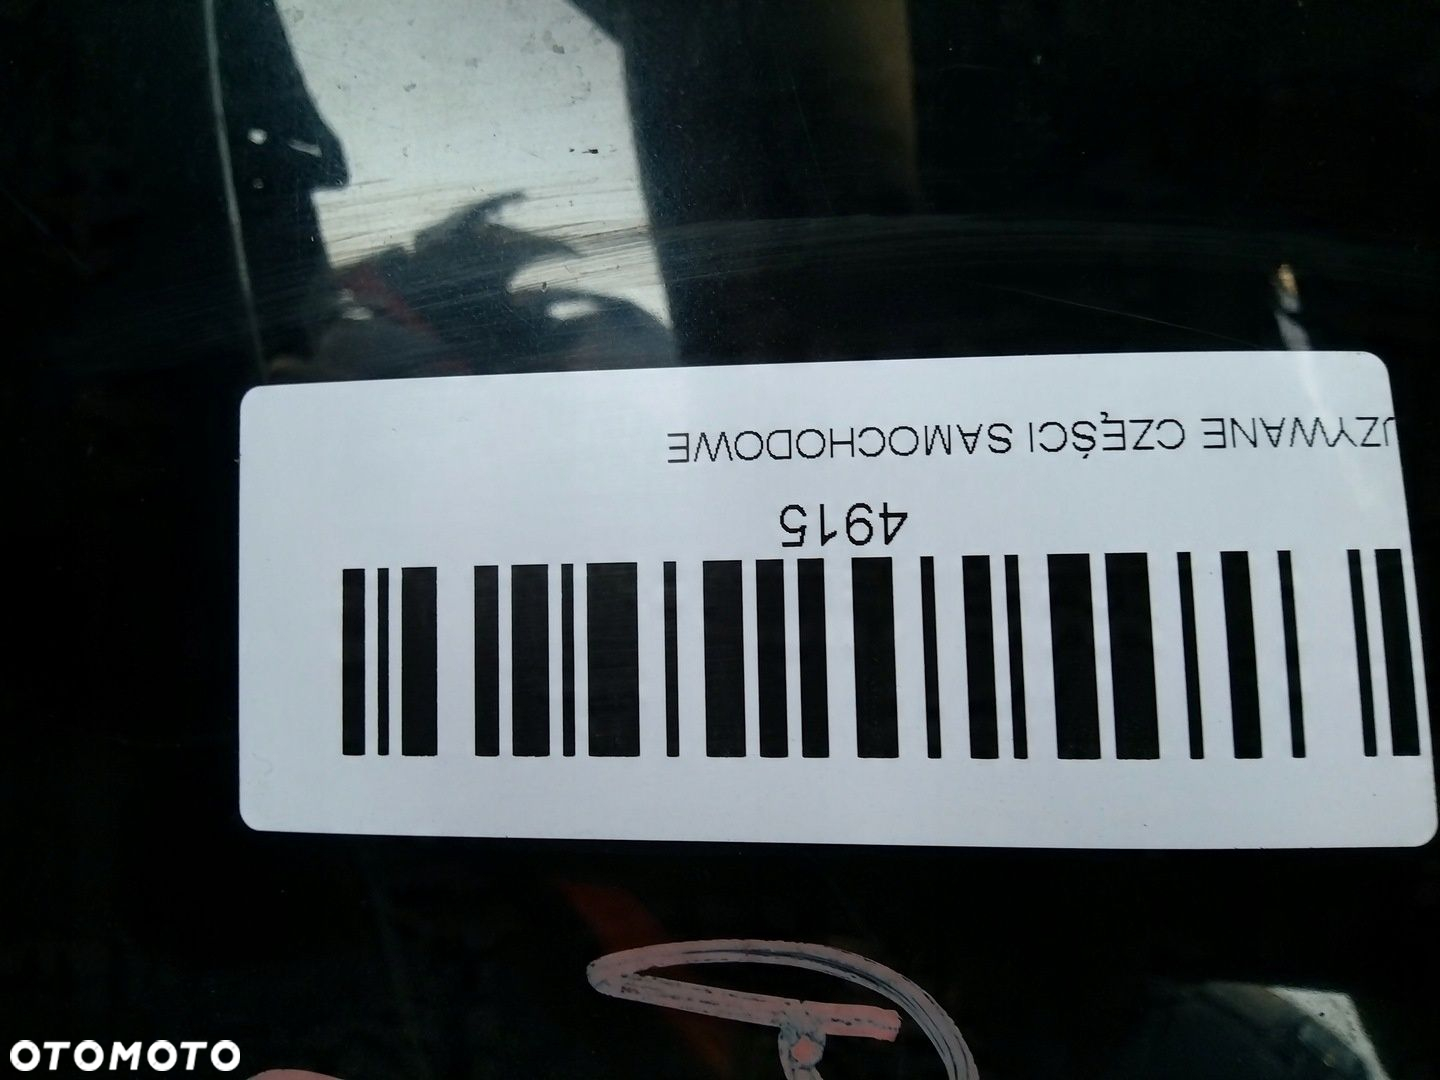 UŻYWANE CZĘŚCI SAMOCHODOWE
4915
OTOMOTO